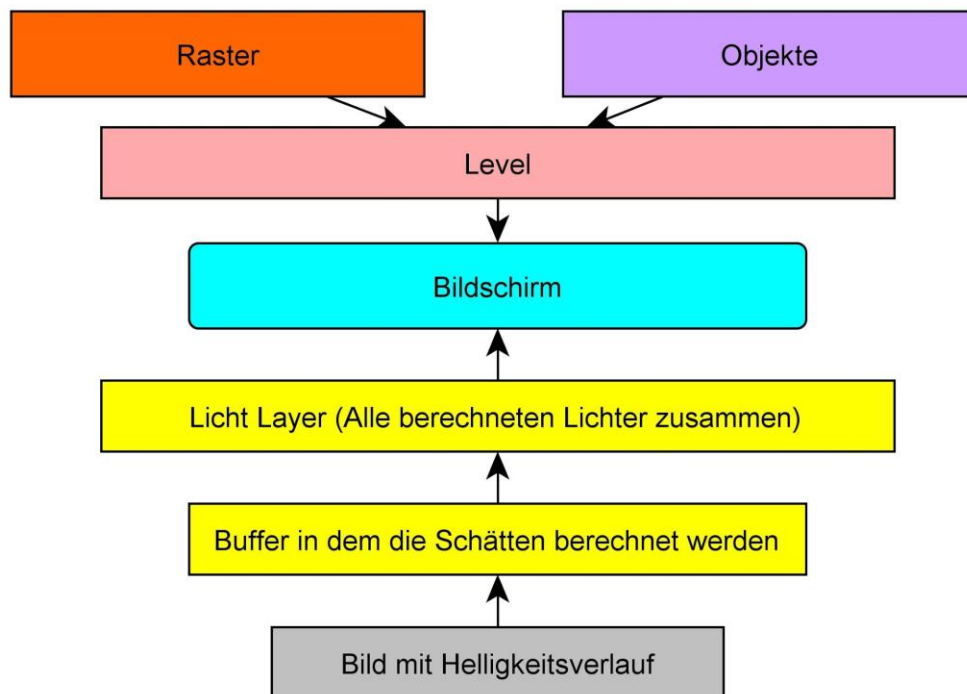 Raster
Objekte
Level
Bildschirm
Licht Layer (Alle berechneten Lichter zusammen)
Buffer in dem die Schätten berechnet werden
Bild mit Helligkeitsverlauf